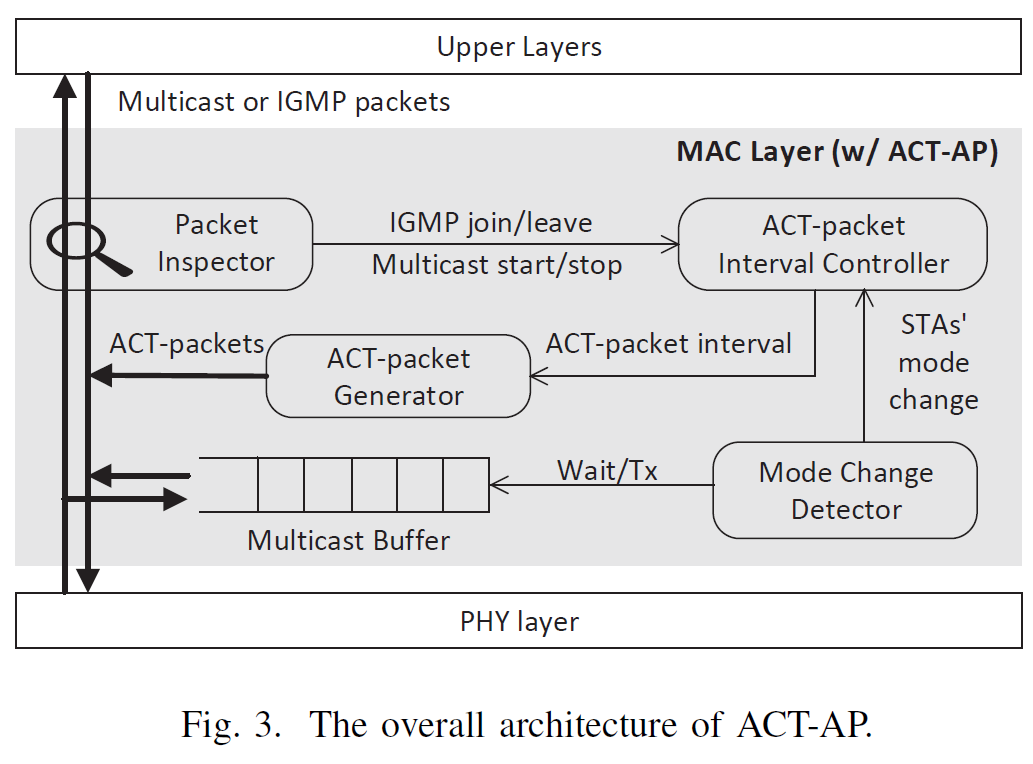 Upper Layers
Multicast or IGMP packets
MAC Layer (w/ ACT-AP)
Packet
Inspector
IGMP join/leave
Multicast start/stop
ACT-packet
Interval Controller
ACT-packets
ACT-packet
Generator
ACT-packet interval
STAs'
mode
change
Wait/Tx
Mode Change
Detector
Multicast Buffer
PHY layer
Fig. 3. The overall architecture of ACT-AP.